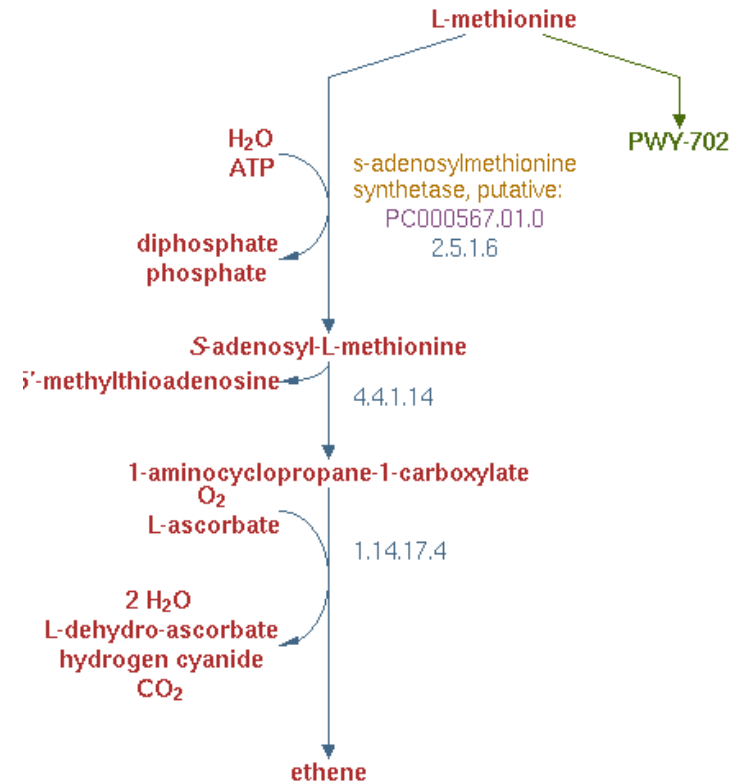 L-methionine
PWY-702
H₂O
ATP
s-adenosylmethionine
synthetase, putative:
PC000567.01.0
2.5.1.6
diphosphate
phosphate
S-adenosyl-L-methionine
5'-methylthioadenosine
4.4.1.14
1-aminocyclopropane-1-carboxylate
O₂
L-ascorbate
1.14.17.4
2 H₂O
L-dehydro-ascorbate
hydrogen cyanide
CO₂
ethene